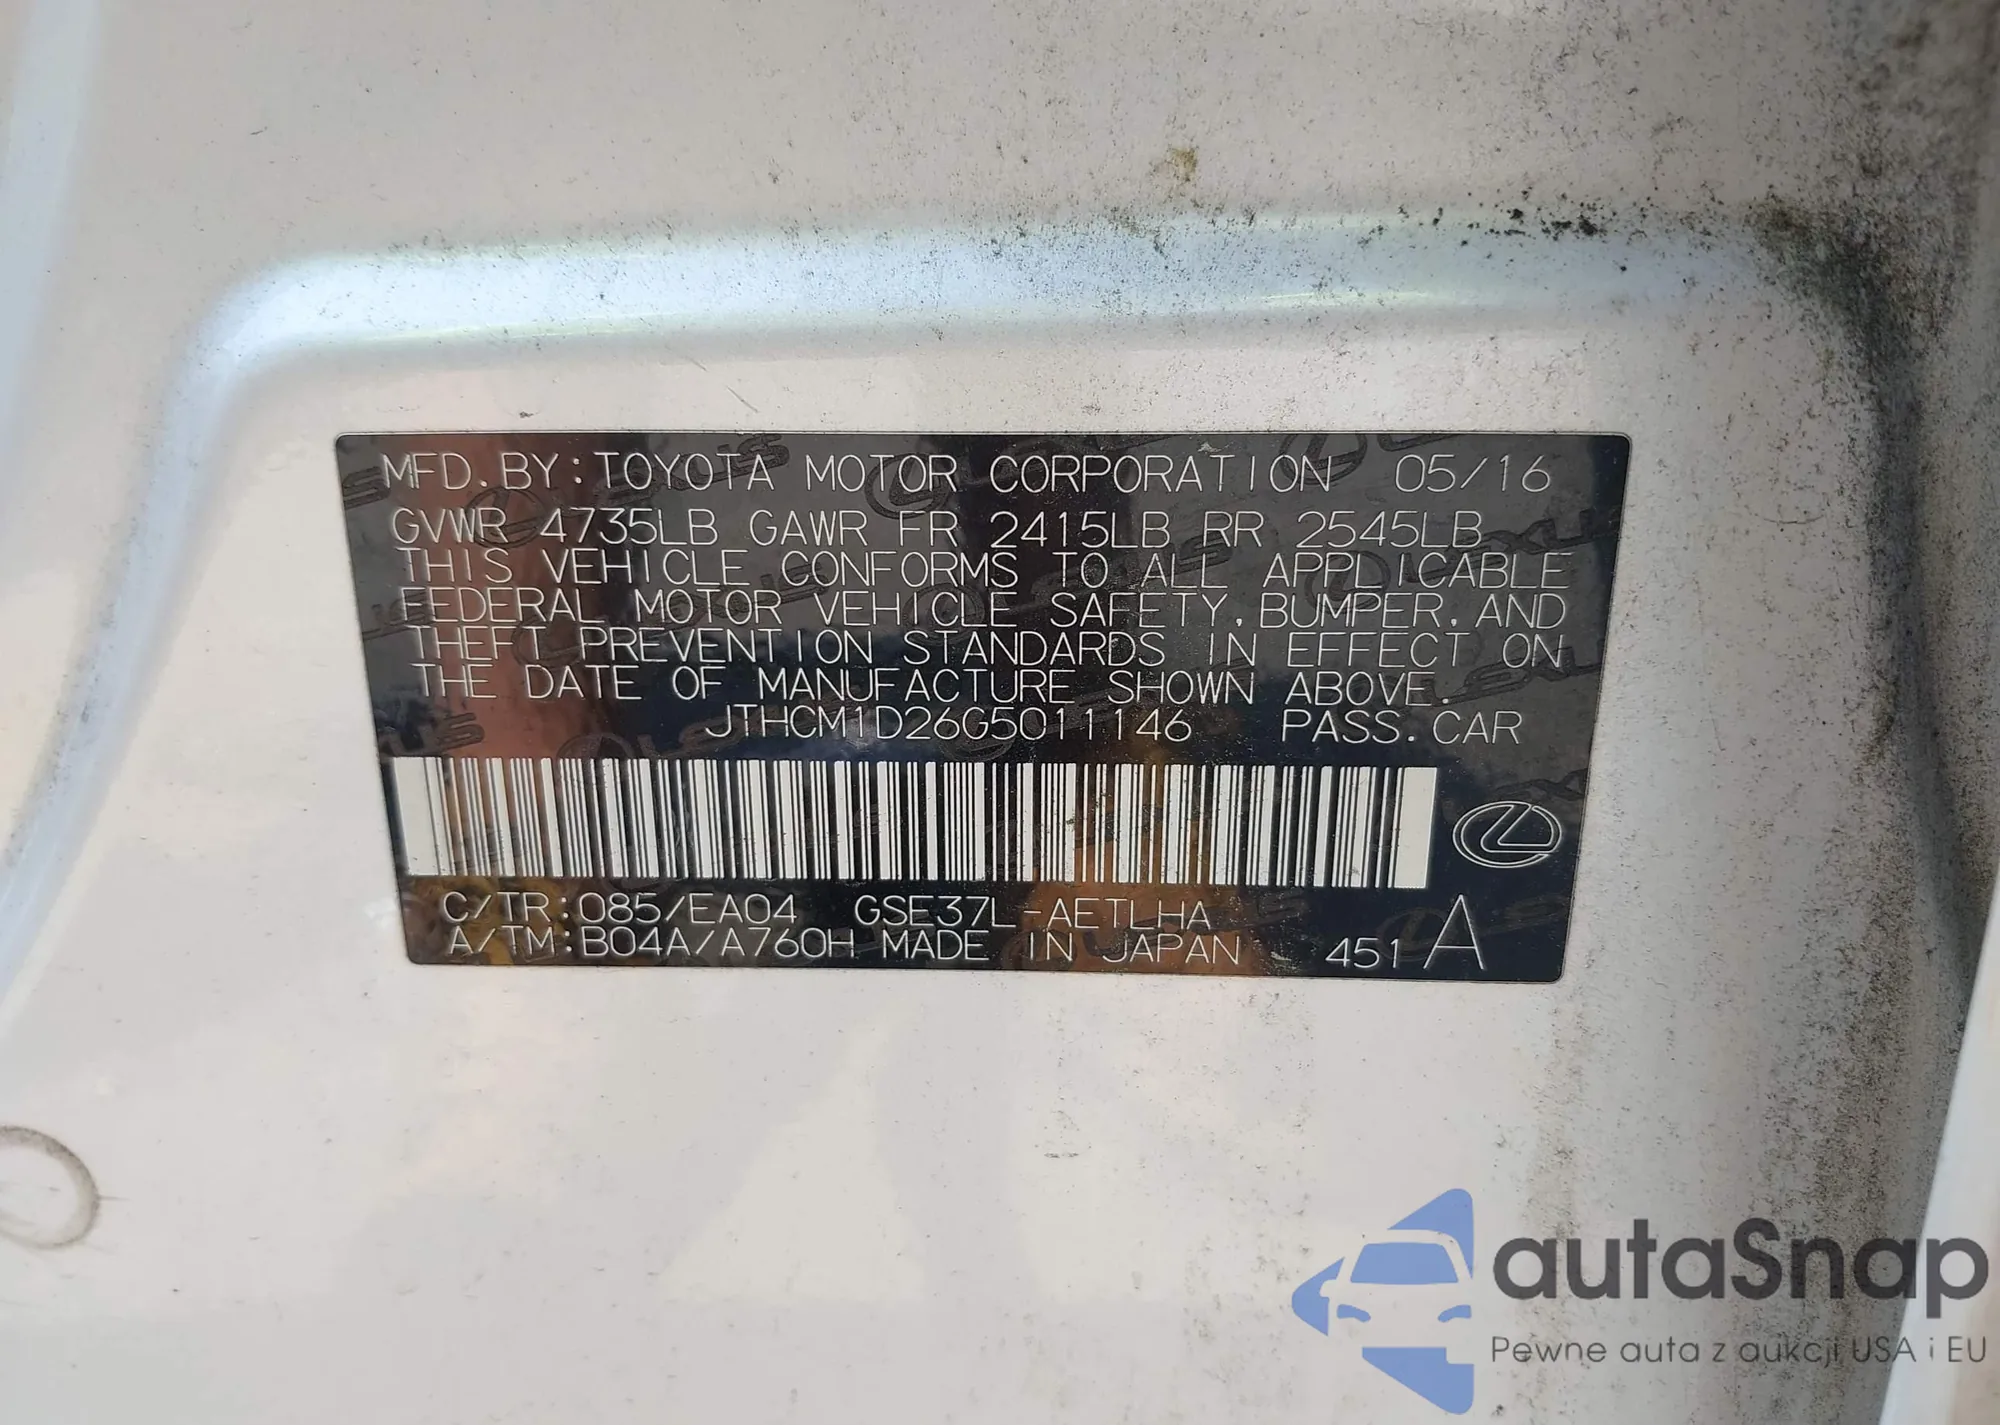 MFD. BY: TOYOTA MOTOR CORPORATION 05/16
GVWR 4735LB GAWR FR 2415LB RR 2545LB
THIS VEHICLE CONFORMS TO ALL APPLICABLE
FEDERAL MOTOR VEHICLE SAFETY, BUMPER, AND
THEFT PREVENTION STANDARDS IN EFFECT ON
THE DATE OF MANUFACTURE SHOWN ABOVE.
JTHCM1D26G5011146 PASS. CAR
C/TR: 085/EA04 GSE37L-AETLHA
A/TM: B04A/A760H MADE IN JAPAN 451 A
autaSnap
Pewne auta z aukcji USA i EU